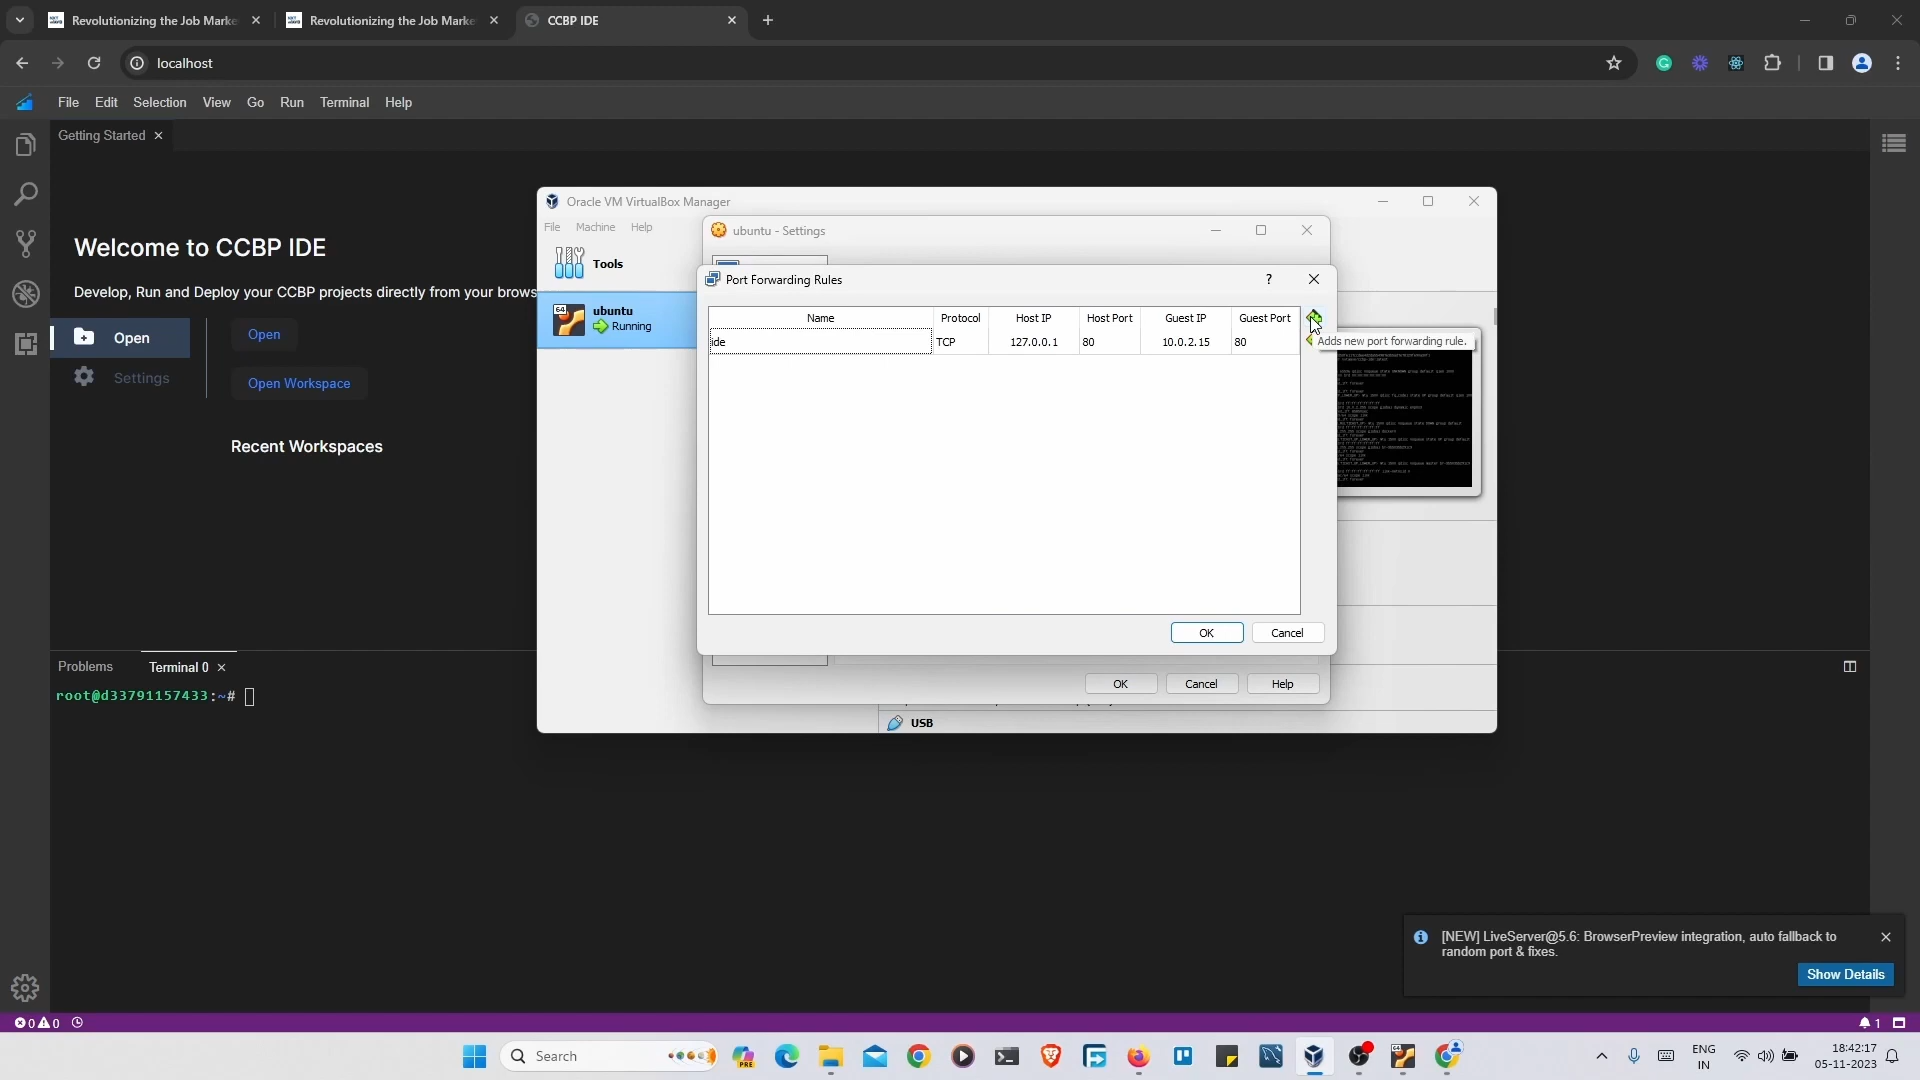 Revolutionizing the Job Marke
Revolutionizing the Job Marke
CCBP IDE
localhost
File Edit Selection View Go Run Terminal Help
Getting Started
Welcome to CCBP IDE
Develop, Run and Deploy your CCBP projects directly from your brows
Open
Settings
Open
Open Workspace
Recent Workspaces
Oracle VM VirtualBox Manager
File Machine Help
Tools
64
ubuntu
Running
ubuntu - Settings
Port Forwarding Rules
?
Name Protocol Host IP Host Port Guest IP Guest Port
ide TCP 127.0.0.1 80 10.0.2.15 80
Adds new port forwarding rule.
OK Cancel
OK Cancel Help
USB
Problems Terminal 0
root@d33791157433:~#
[NEW] LiveServer@5.6: BrowserPreview integration, auto fallback to
random port & fixes.
Show Details
0 0
1
Search
PRE
64
ENG
IN
18:42:17
05-11-2023